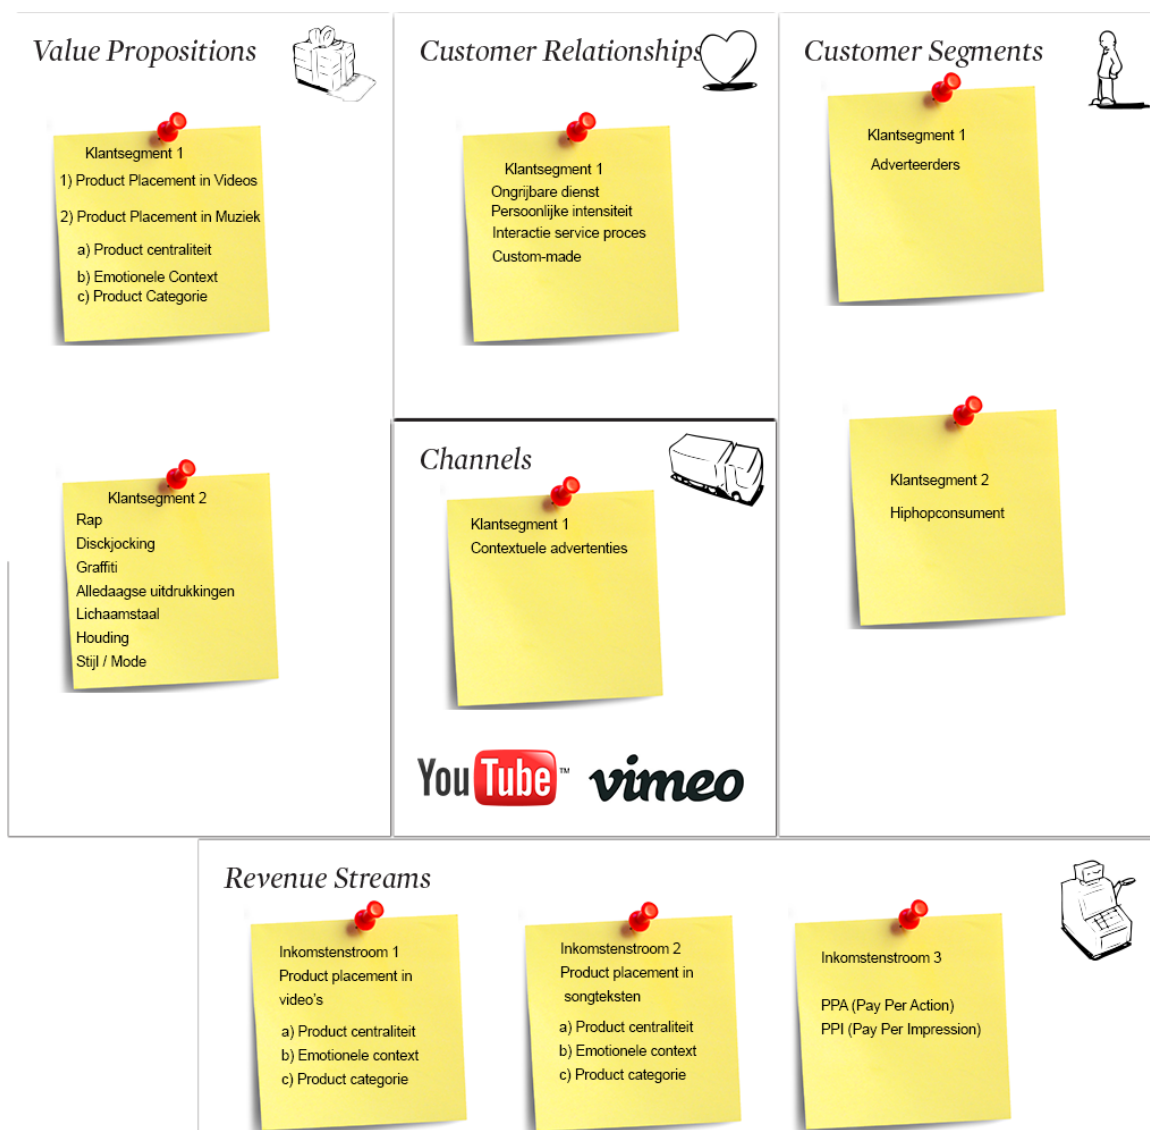 Value Propositions
Klantsegment 1
1) Product Placement in Videos
2) Product Placement in Muziek
a) Product centraliteit
b) Emotionele Context
c) Product Categorie
Klantsegment 2
Rap
Disckjocking
Graffiti
Alledaagse uitdrukkingen
Lichaamstaal
Houding
Stijl / Mode
Customer Relationships
Klantsegment 1
Ongrijbare dienst
Persoonlijke intensiteit
Interactie service proces
Custom-made
Channels
Klantsegment 1
Contextuele advertenties
YouTube™
vimeo
Customer Segments
Klantsegment 1
Adverteerders
Klantsegment 2
Hiphopconsument
Revenue Streams
Inkomstenstroom 1
Product placement in
video's
a) Product centraliteit
b) Emotionele context
c) Product categorie
Inkomstenstroom 2
Product placement in
songteksten
a) Product centraliteit
b) Emotionele context
c) Product categorie
Inkomstenstroom 3
PPA (Pay Per Action)
PPI (Pay Per Impression)